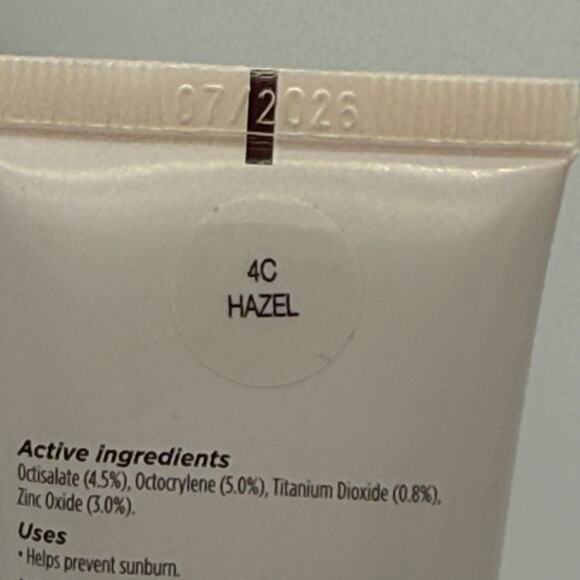 07/2026
4C
HAZEL
Active ingredients
Octisalate (4.5%), Octocrylene (5.0%), Titanium Dioxide (0.8%),
Zinc Oxide (3.0%).
Uses
• Helps prevent sunburn.